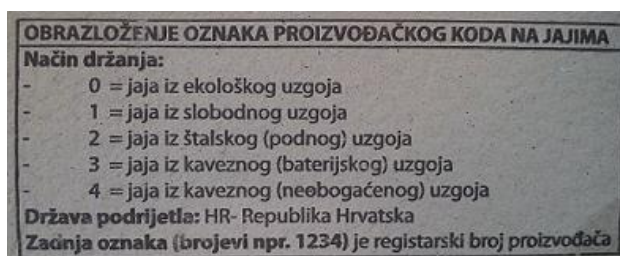 OBRAZLOŽENJE OZNAKA PROIZVOĐAČKOG KODA NA JAJIMA
Način držanja:
- 0 = jaja iz ekološkog uzgoja
- 1 = jaja iz slobodnog uzgoja
- 2 = jaja iz štalskog (podnog) uzgoja
- 3 = jaja iz kaveznog (baterijskog) uzgoja
- 4 = jaja iz kaveznog (neobogaćenog) uzgoja
Država podrijetla: HR- Republika Hrvatska
Zadnja oznaka (brojevi npr. 1234) je registarski broj proizvođača